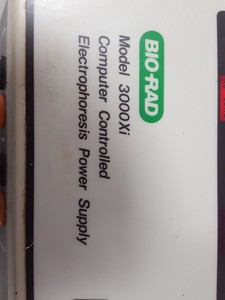 BIO-RAD
Model 3000Xi
Computer Controlled
Electrophoresis Power Supply